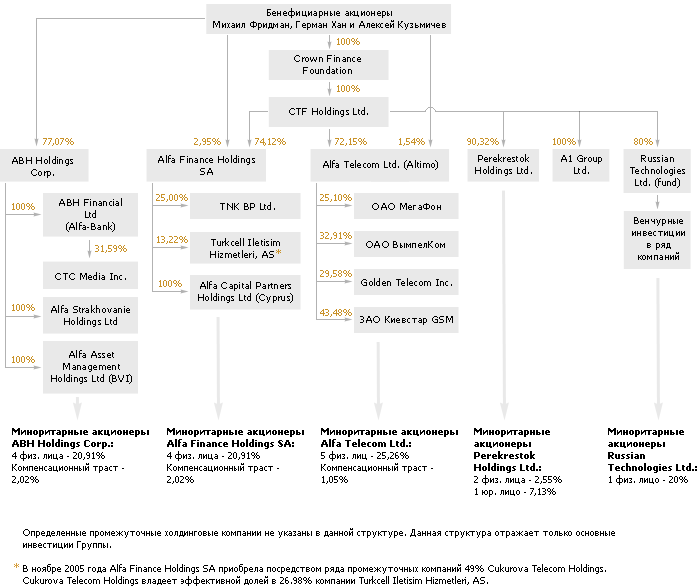 Бенефициарные акционеры
Михаил Фридман, Герман Хан и Алексей Кузьмичев
100%
Crown Finance
Foundation
100%
CTF Holdings Ltd.
77,07%
2,95%
74,12%
72,15%
1,54%
90,32%
100%
80%
ABH Holdings
Corp.
Alfa Finance Holdings
SA
Alfa Telecom Ltd. (Altimo)
Perekrestok
Holdings Ltd.
A1 Group
Ltd.
Russian
Technologies
Ltd. (fund)
100%
ABH Financial
Ltd
(Alfa-Bank)
31,59%
CTC Media Inc.
100%
Alfa Strakhovanie
Holdings Ltd
100%
Alfa Asset
Management
Holdings Ltd (BVI)
25,00%
TNK BP Ltd.
13,22%
Turkcell Iletisim
Hizmetleri, AS*
100%
Alfa Capital Partners
Holdings Ltd (Cyprus)
25,10%
ОАО МегаФон
32,91%
ОАО ВымпелКом
29,58%
Golden Telecom Inc.
43,48%
ЗАО Киевстар GSM
Венчурные
инвестиции
в ряд
компаний
Миноритарные акционеры
ABH Holdings Corp.:
4 физ. лица - 20,91%
Компенсационный траст -
2,02%
Миноритарные акционеры
Alfa Finance Holdings SA:
4 физ. лица - 20,91%
Компенсационный траст -
2,02%
Миноритарные акционеры
Alfa Telecom Ltd.:
5 физ. лиц - 25,26%
Компенсационный траст -
1,05%
Миноритарные
акционеры
Perekrestok
Holdings Ltd.:
2 физ. лица - 2,55%
1 юр. лицо - 7,13%
Миноритарные
акционеры
Russian
Technologies Ltd.:
1 физ. лицо - 20%
Определенные промежуточные холдинговые компании не указаны в данной структуре. Данная структура отражает только основные
инвестиции Группы.
* В ноябре 2005 года Alfa Finance Holdings SA приобрела посредством ряда промежуточных компаний 49% Cukurova Telecom Holdings.
Cukurova Telecom Holdings владеет эффективной долей в 26.98% компании Turkcell Iletisim Hizmetleri, AS.